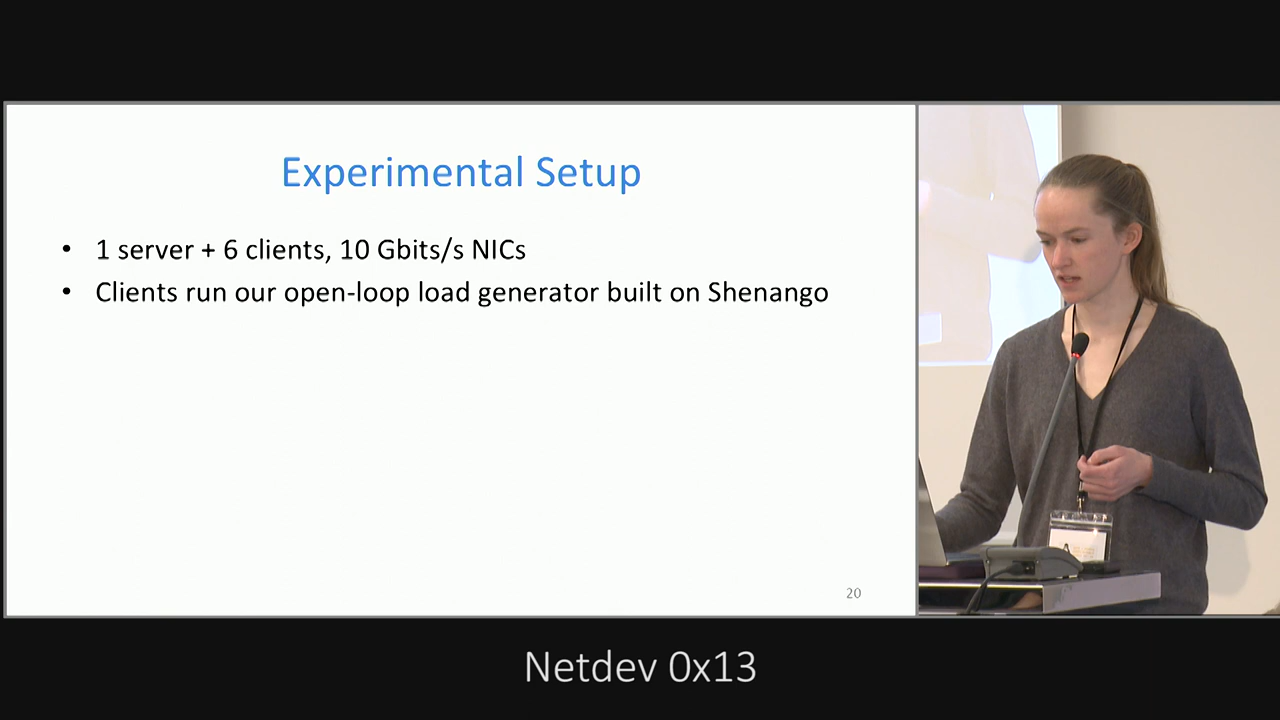 Experimental Setup
• 1 server + 6 clients, 10 Gbits/s NICs
• Clients run our open-loop load generator built on Shenango
20
Netdev 0x13